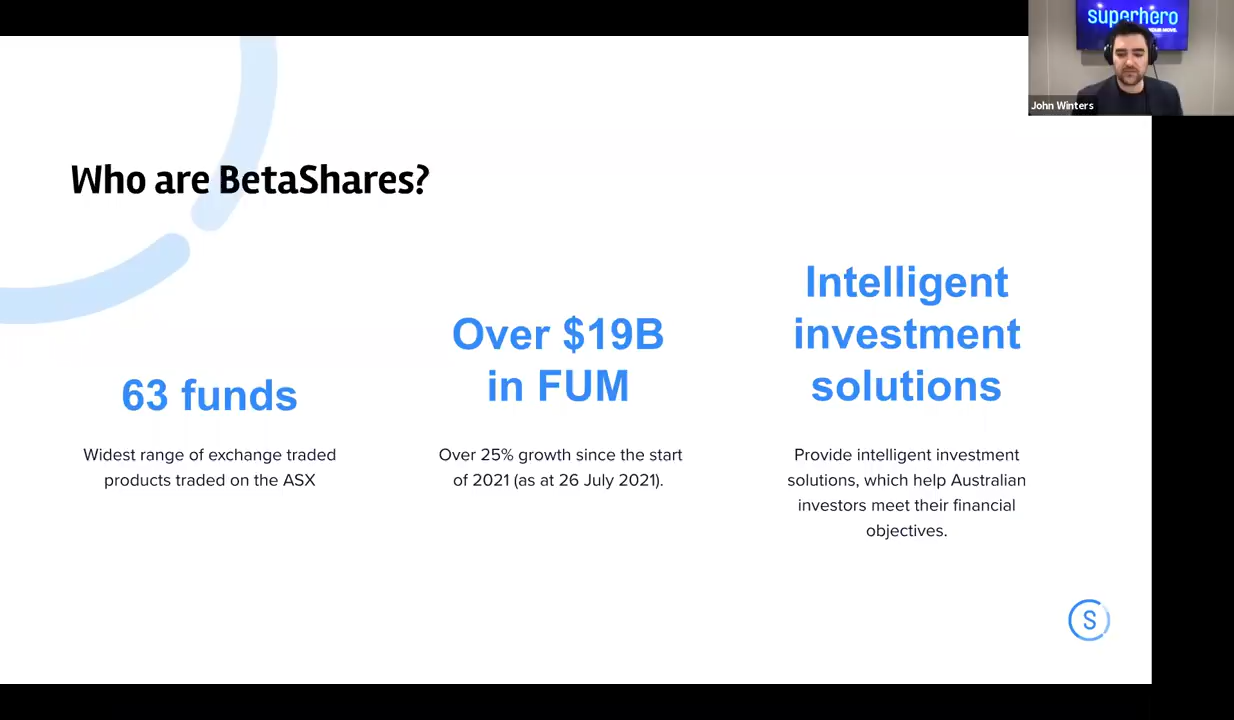 superhero
YOUR MOVE.
John Winters
Who are BetaShares?
63 funds
Widest range of exchange traded
products traded on the ASX
Over $19B
in FUM
Over 25% growth since the start
of 2021 (as at 26 July 2021).
Intelligent
investment
solutions
Provide intelligent investment
solutions, which help Australian
investors meet their financial
objectives.
S